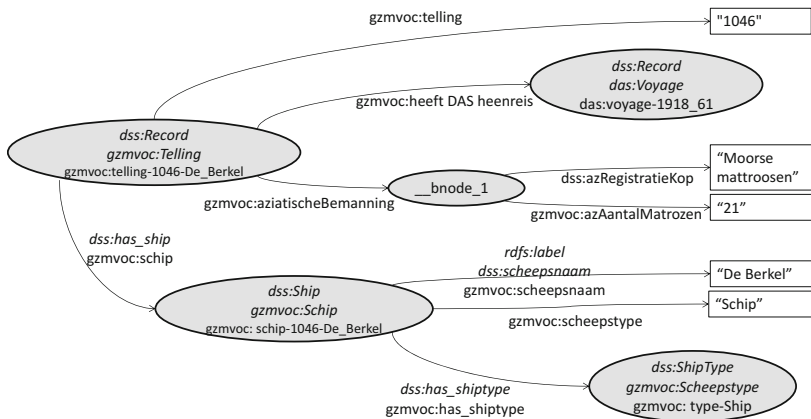 gzmvoc:telling
"1046"
dss:Record
das:Voyage
das:voyage-1918_61
gzmvoc:heeft DAS heenreis
dss:Record
gzmvoc:Telling
gzmvoc:telling-1046-De_Berkel
__bnode_1
gzmvoc:aziatischeBemanning
dss:azRegistratieKop
“Moorse
mattroosen”
gzmvoc:azAantalMatrozen
“21”
dss:has_ship
gzmvoc:schip
rdfs:label
dss:scheepsnaam
gzmvoc:scheepsnaam
“De Berkel”
dss:Ship
gzmvoc:Schip
gzmvoc: schip-1046-De_Berkel
“Schip”
gzmvoc:scheepstype
dss:has_shiptype
gzmvoc:has_shiptype
dss:ShipType
gzmvoc:Scheepstype
gzmvoc: type-Ship